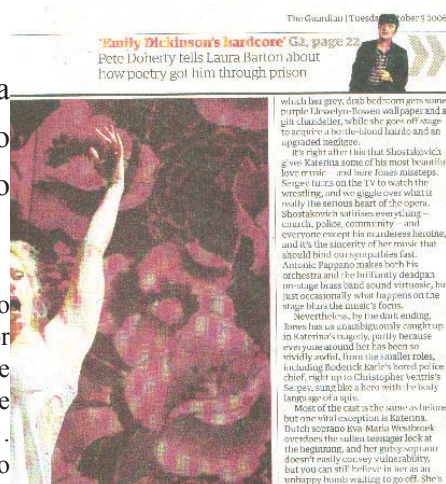 The Guardian | Tuesday October 3 2006
'Emily Dickinson's hardcore' G2, page 22
Pete Doherty tells Laura Barton about
how poetry got him through prison
a
o
o
o
or
e
e
.
o
which her grey, drab bedroom gets some
purple Llewelyn-Bowen wallpaper and a
gilt chandelier, while she goes off stage
to acquire a bottle-blond hairdo and an
upgraded negligee.
It's right after this that Shostakovich
gives Katerina some of his most beautiful
love music - and here Jones missteps.
Sergey turns on the TV to watch the
wrestling, and we giggle over what is
really the serious heart of the opera.
Shostakovich satirises everything -
church, police, community - and
everyone except his murderess heroine,
and it's the sincerity of her music that
should bind our sympathies fast.
Antonio Pappano makes both his
orchestra and the brilliantly deadpan
on-stage brass band sound virtuosic, but
just occasionally what happens on the
stage blurs the music's focus.
Nevertheless, by the dark ending,
Jones has us unambiguously caught up
in Katerina's tragedy, partly because
everyone around her has been so
vividly awful, from the smaller roles,
including Roderick Earle's bored police
chief, right up to Christopher Ventris's
Sergey, sung like a hero with the body
language of a spiv.
Most of the cast is the same as before
but one vital exception is Katerina.
Dutch soprano Eva-Maria Westbroek
overdoes the sullen teenager look at
the beginning, and her gutsy soprano
doesn't easily convey vulnerability,
but you can still believe in her as an
unhappy bomb waiting to go off. She's